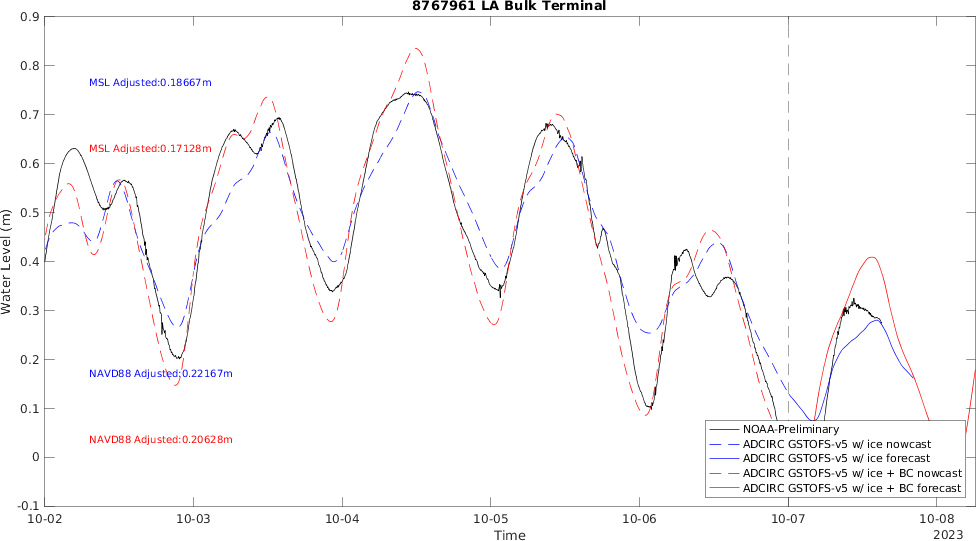 8767961 LA Bulk Terminal
0.9
0.8
0.7
0.6
0.5
0.4
0.3
0.2
0.1
0
-0.1
Water Level (m)
MSL Adjusted:0.18667m
MSL Adjusted:0.17128m
NAVD88 Adjusted:0.22167m
NAVD88 Adjusted:0.20628m
NOAA-Preliminary
ADCIRC GSTOFS-v5 w/ ice nowcast
ADCIRC GSTOFS-v5 w/ ice forecast
ADCIRC GSTOFS-v5 w/ ice + BC nowcast
ADCIRC GSTOFS-v5 w/ ice + BC forecast
10-02 10-03 10-04 10-05 10-06 10-07 10-08
Time
2023